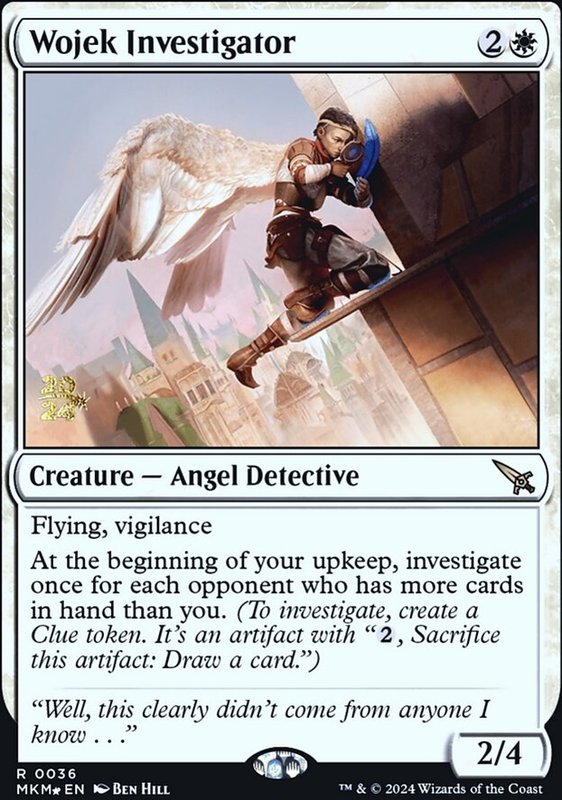 Wojek Investigator 2
Creature — Angel Detective
Flying, vigilance
At the beginning of your upkeep, investigate
once for each opponent who has more cards
in hand than you. (To investigate, create a
Clue token. It's an artifact with “2, Sacrifice
this artifact: Draw a card.”)
“Well, this clearly didn't come from anyone I
know . . .”
2/4
R 0036
MKM★EN BEN HILL
™ & © 2024 Wizards of the Coast